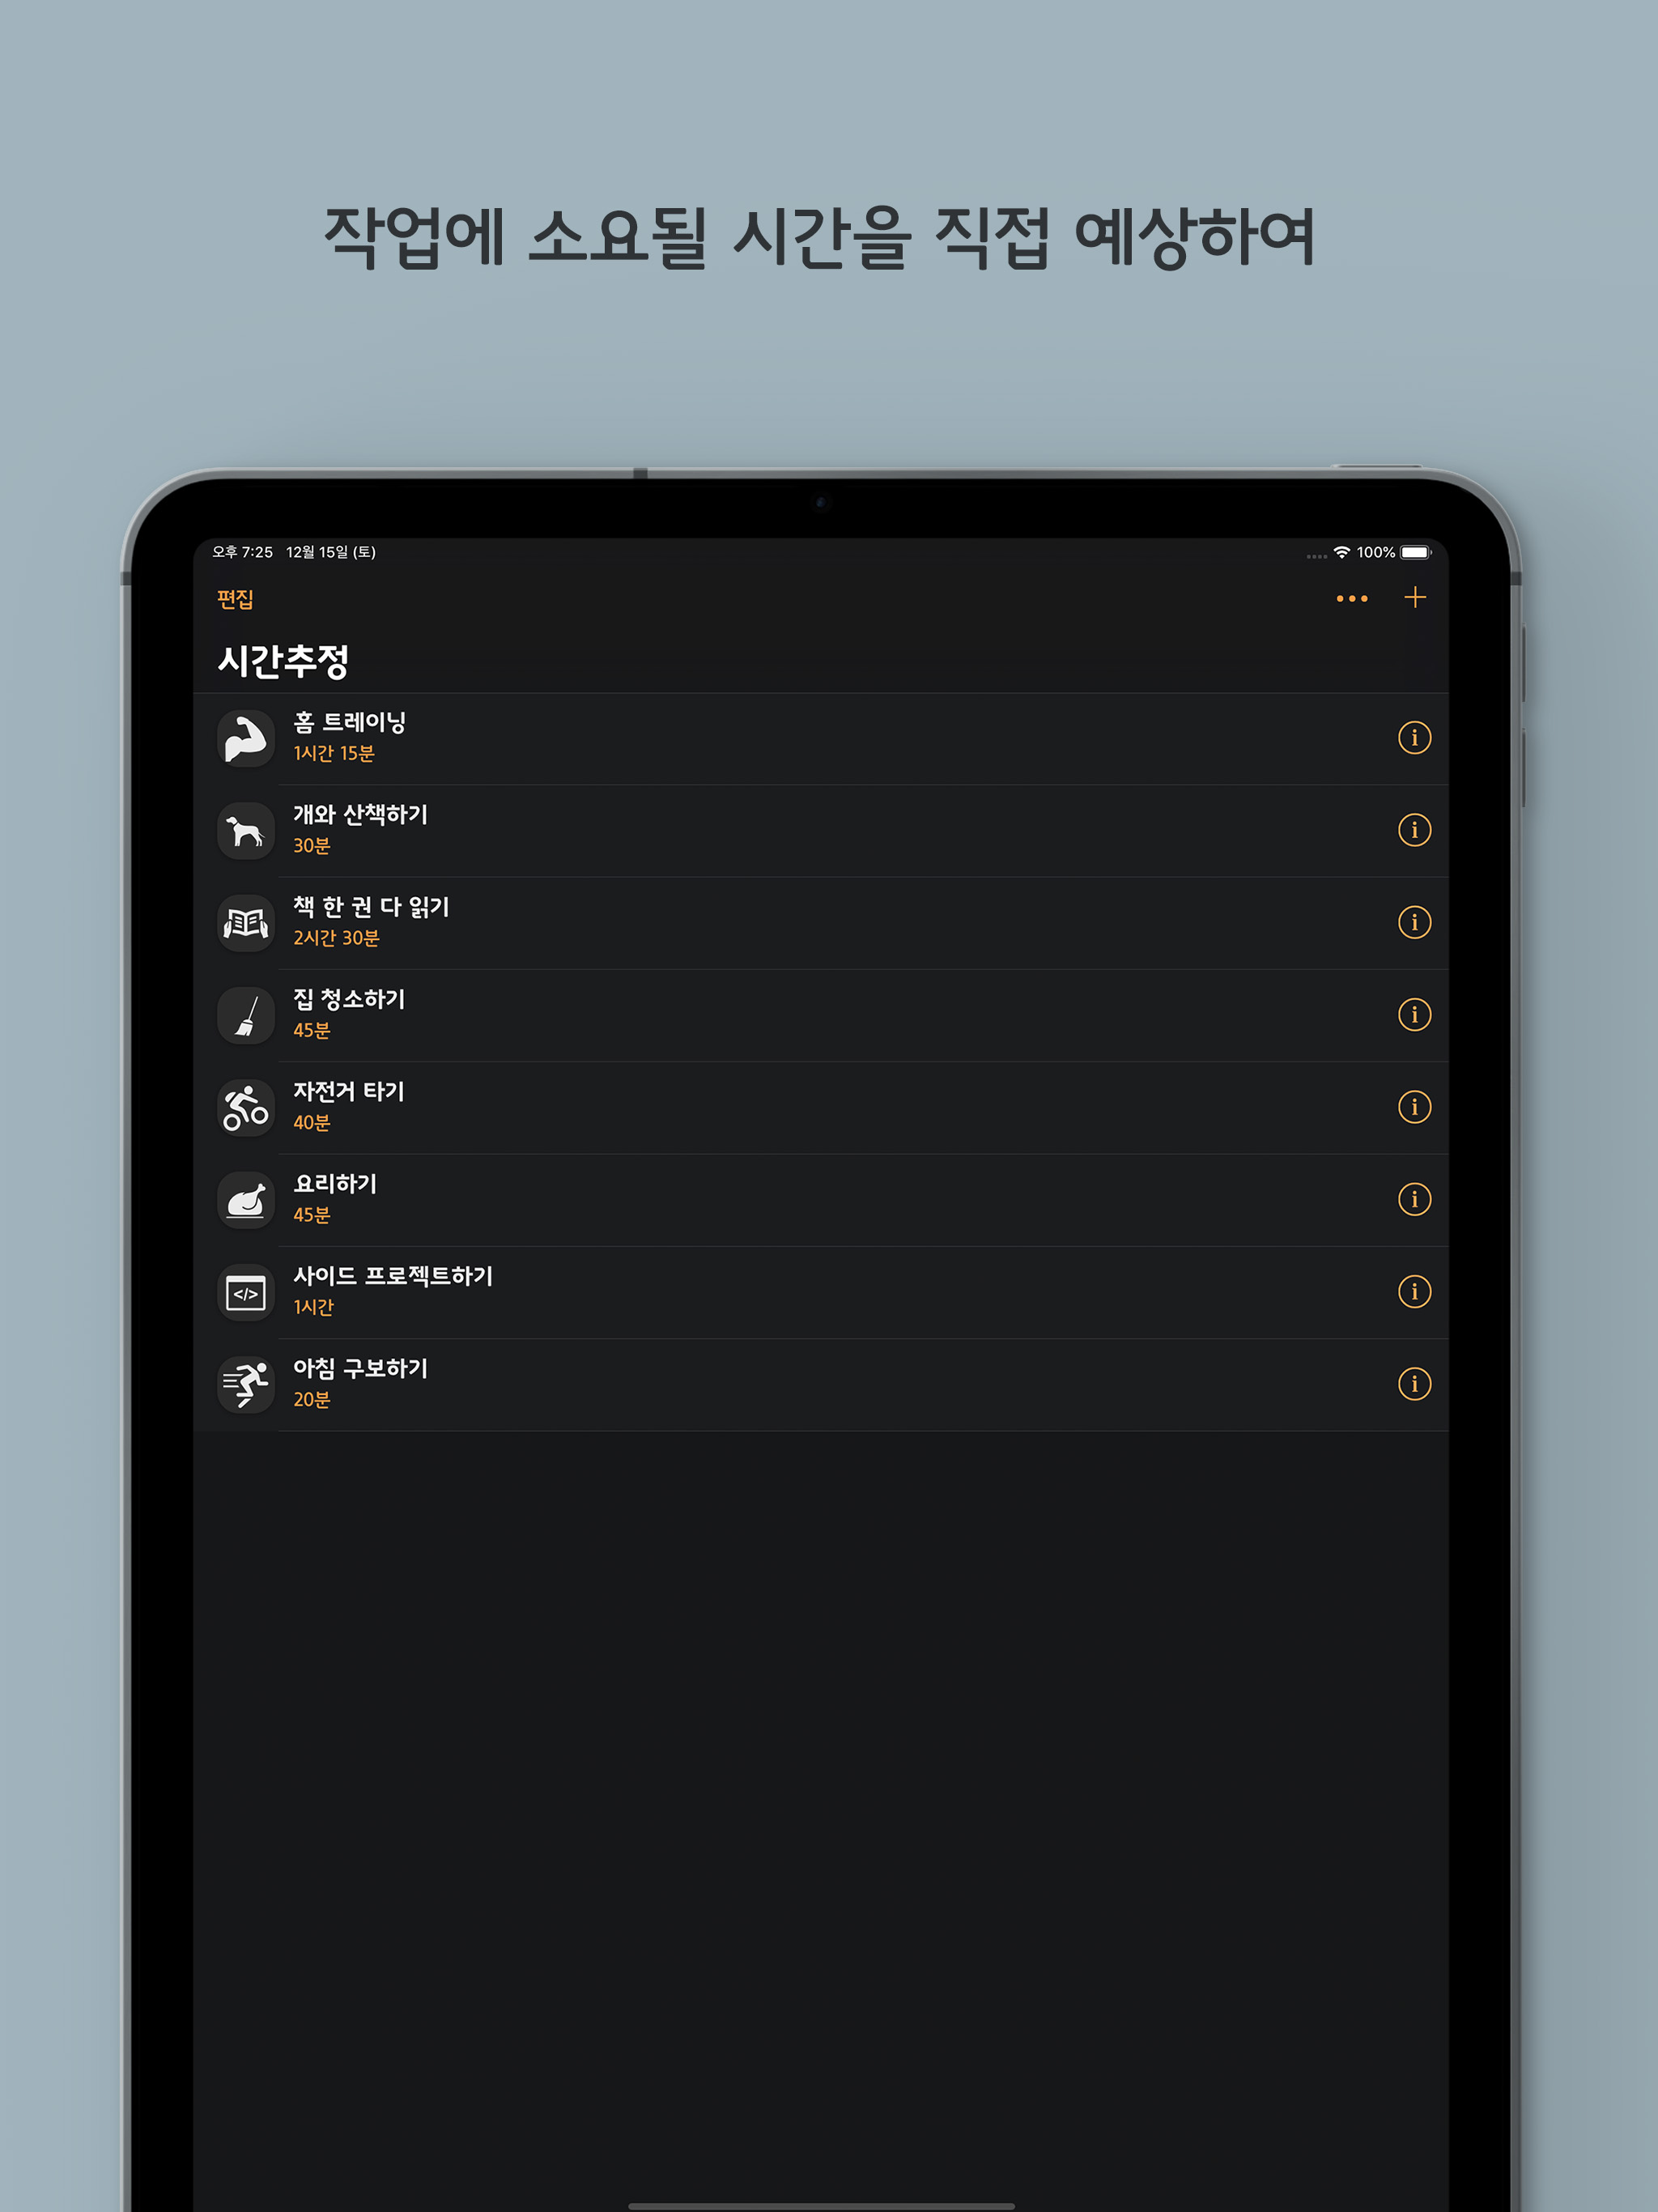 작업에 소요될 시간을 직접 예상하여
오후 7:25 12월 15일 (토) 100%
편집
시간추정
홈 트레이닝
1시간 15분
개와 산책하기
30분
책 한 권 다 읽기
2시간 30분
집 청소하기
45분
자전거 타기
40분
요리하기
45분
사이드 프로젝트하기
1시간
아침 구보하기
20분